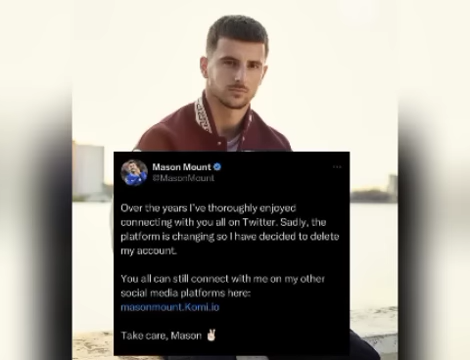 Mason Mount
@MasonMount
Over the years I've thoroughly enjoyed
connecting with you all on Twitter. Sadly, the
platform is changing so I have decided to delete
my account.
You all can still connect with me on my other
social media platforms here:
masonmount.Komi.io
Take care, Mason ✌🏻